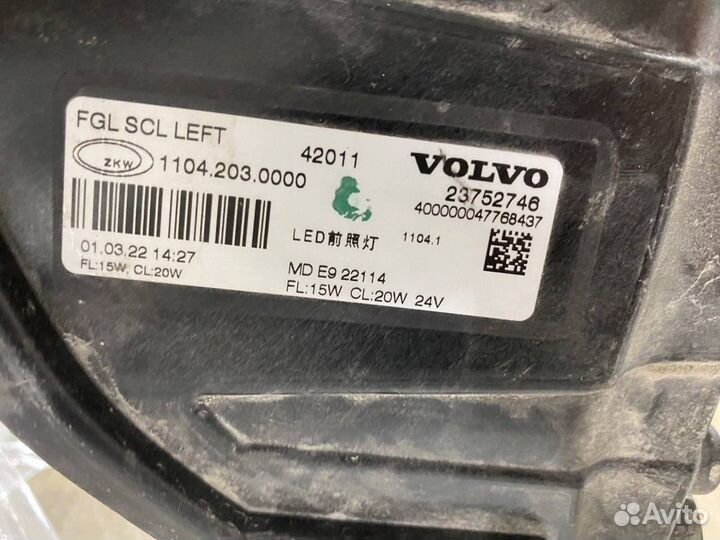 FGL SCL LEFT
42011
VOLVO
ZKW
1104.203.0000
23752746
400000047768437
LED前照灯
1104.1
01.03.22 14:27
FL:15W, CL:20W
MD E9 22114
FL:15W CL:20W 24V
Avito